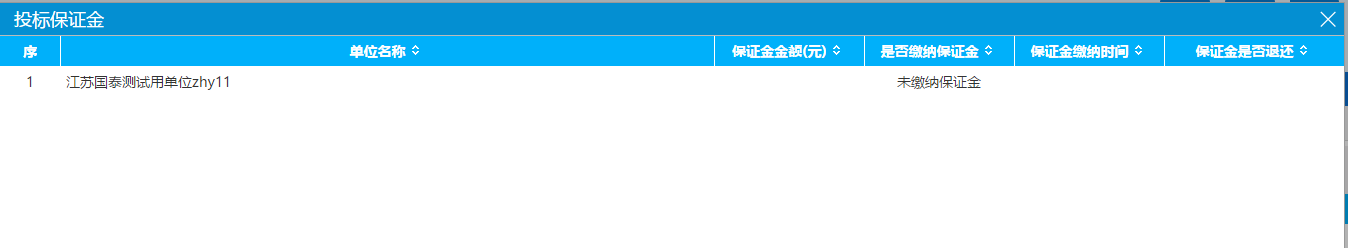 投标保证金
序 单位名称 保证金金额(元) 是否缴纳保证金 保证金缴纳时间 保证金是否退还
1 江苏国泰测试用单位zhy11 未缴纳保证金